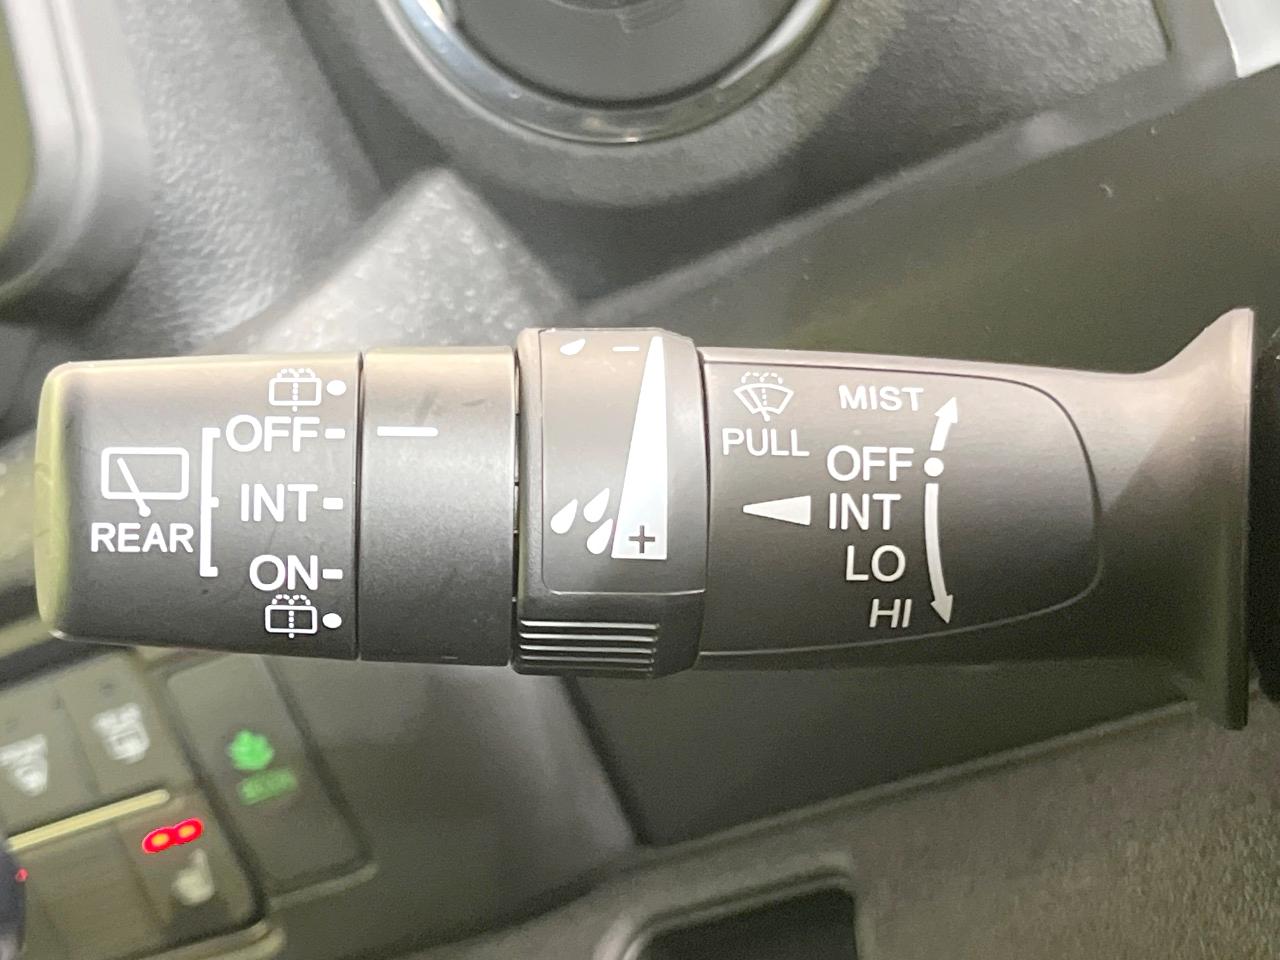 OFF
INT
ON
REAR
−
+
PULL
MIST
OFF
INT
LO
HI